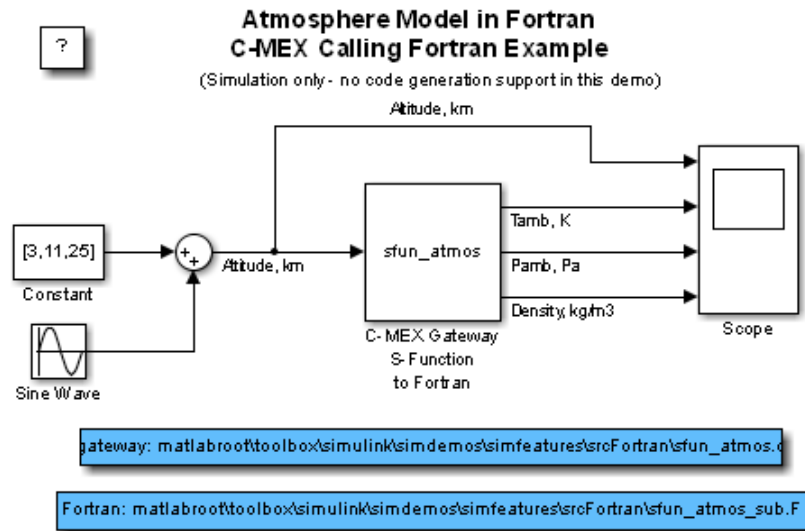 Atmosphere Model in Fortran
?
C-MEX Calling Fortran Example
(Simulation only - no code generation support in this demo)
Altitude, km
Tamb, K
[3,11,25]
+
+
sfun_atmos
Altitude, km
Pamb, Pa
Constant
Density, kg/m3
Scope
C-MEX Gateway
S-Function
to Fortran
Sine Wave
gateway: matlabroot\toolbox\simulink\simdemos\simfeatures\srcFortran\sfun_atmos.c
Fortran: matlabroot\toolbox\simulink\simdemos\simfeatures\srcFortran\sfun_atmos_sub.F